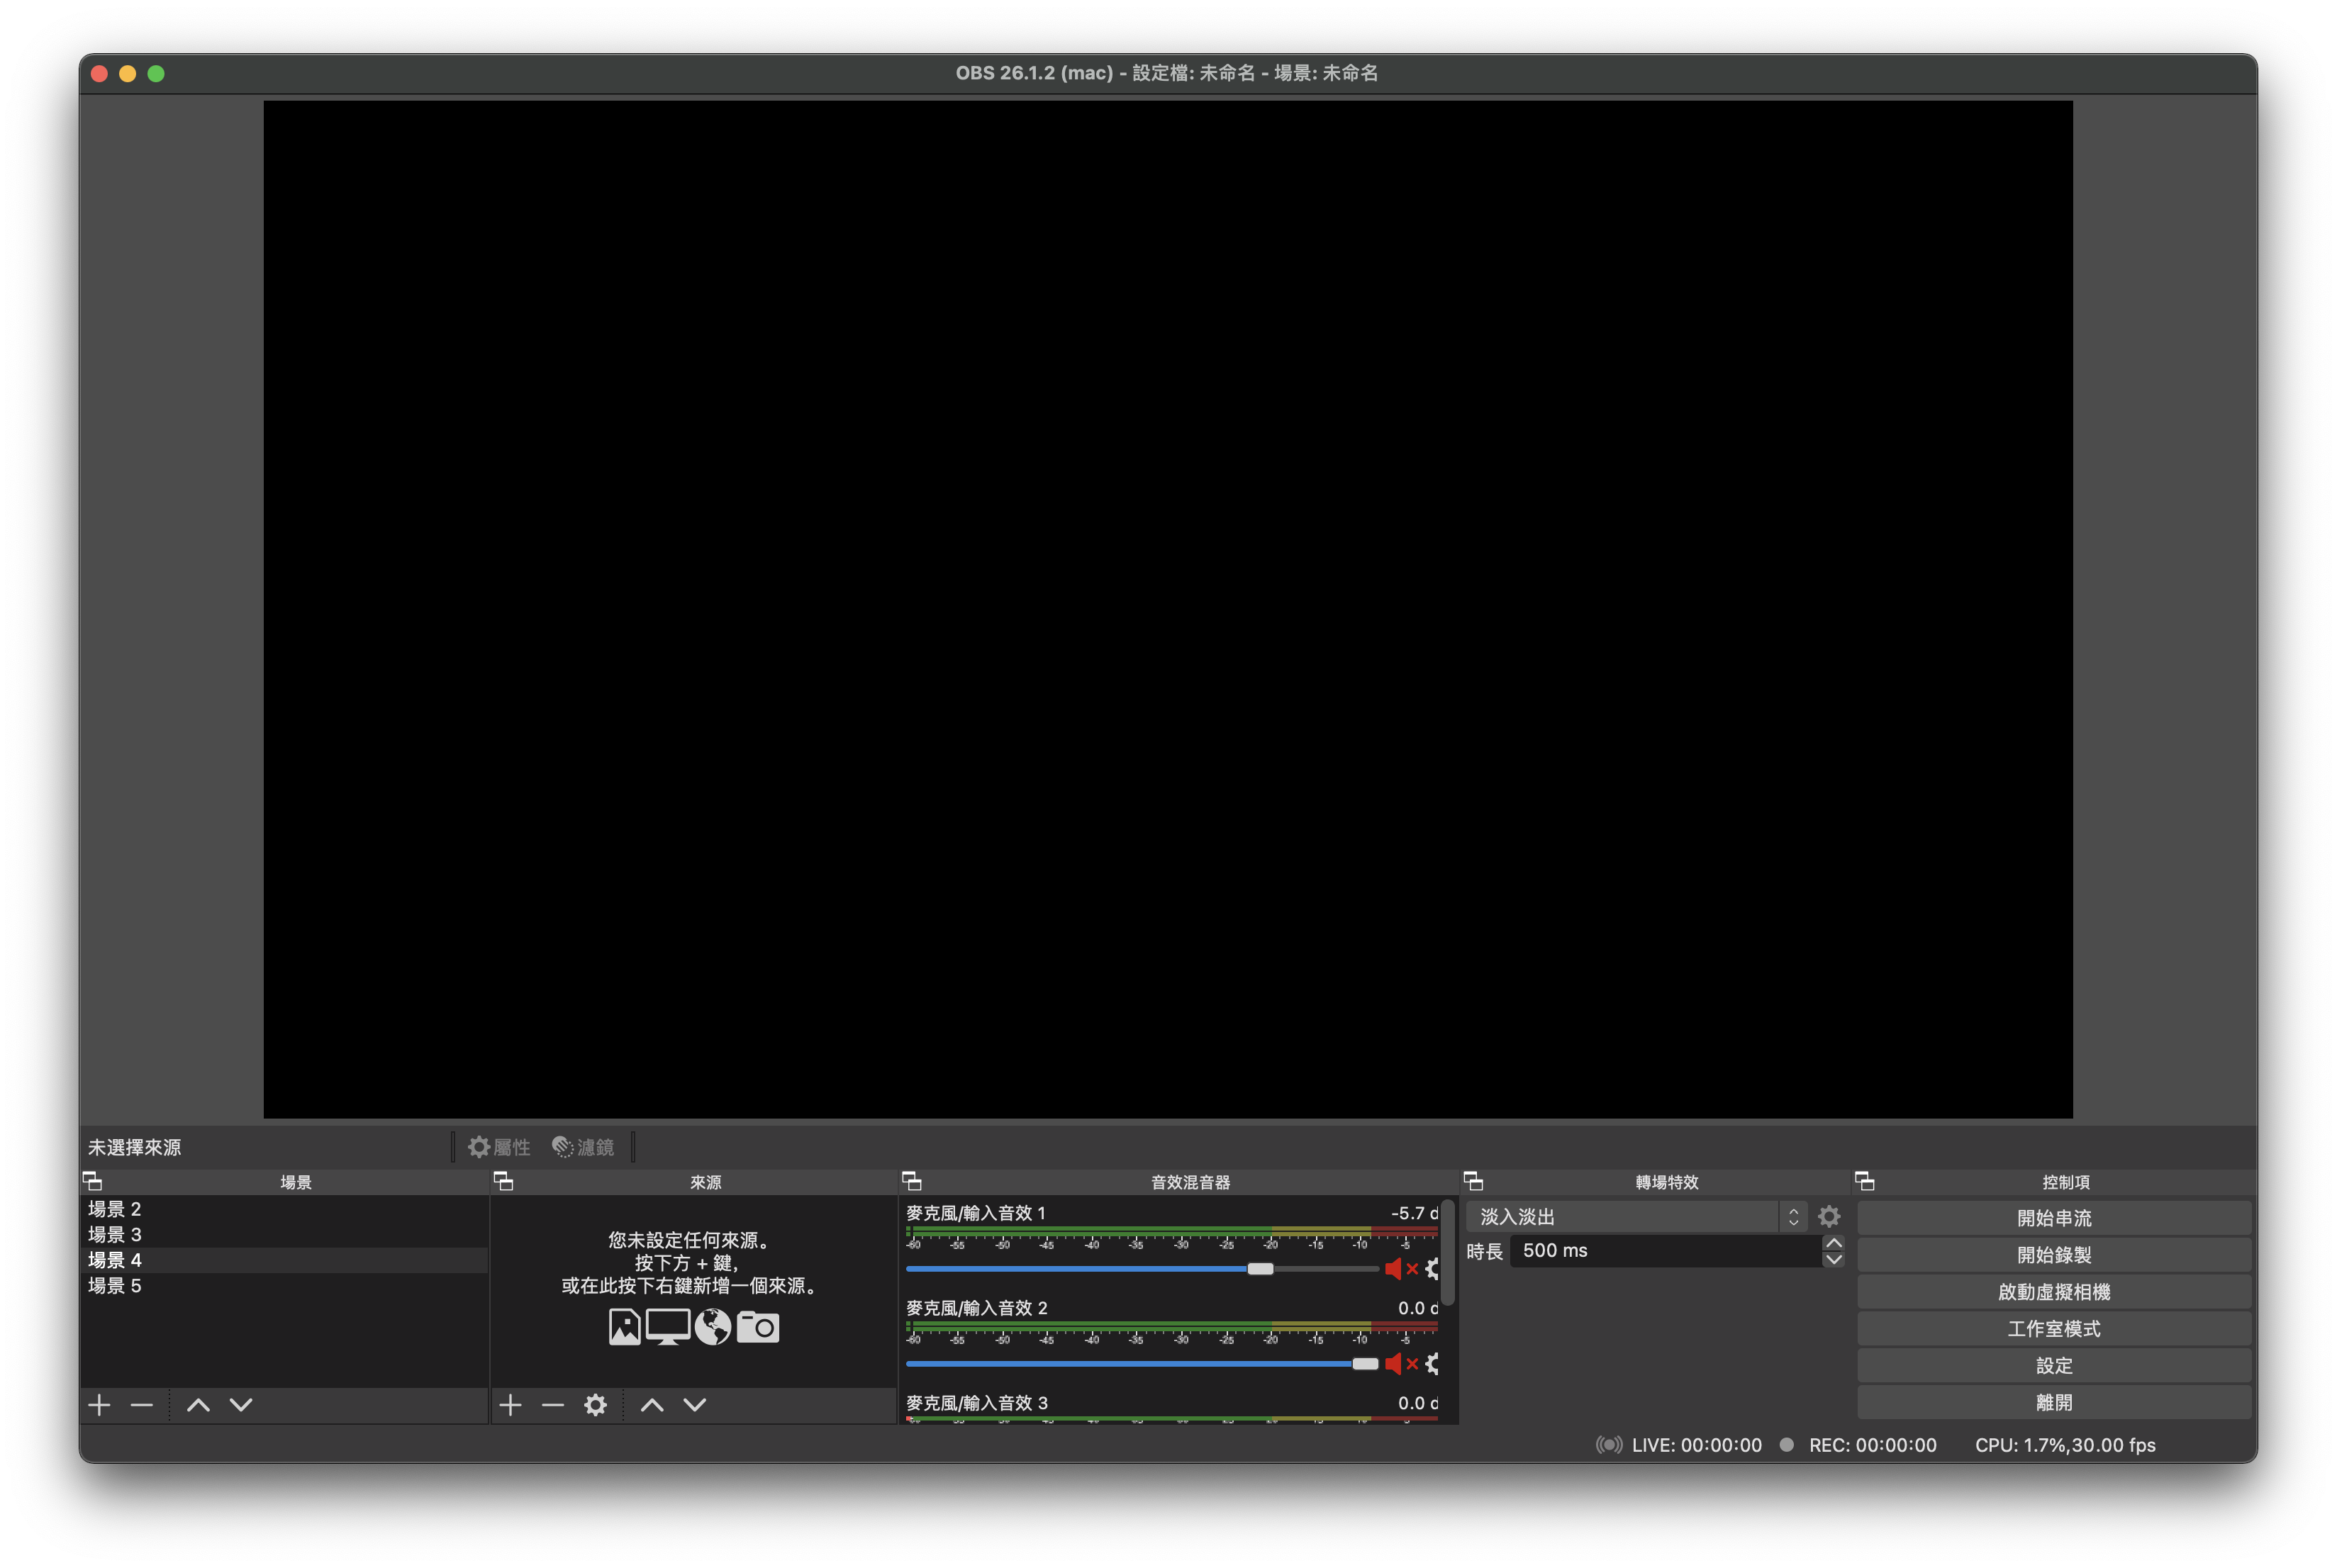 OBS 26.1.2 (mac) - 設定檔: 未命名 - 場景: 未命名
未選擇來源
屬性
濾鏡
場景
場景 2
場景 3
場景 4
場景 5
來源
您未設定任何來源。
按下方 + 鍵,
或在此按下右鍵新增一個來源。
音效混音器
麥克風/輸入音效 1 -5.7 d
-60 -55 -50 -45 -40 -35 -30 -25 -20 -15 -10 -5
麥克風/輸入音效 2 0.0 d
-60 -55 -50 -45 -40 -35 -30 -25 -20 -15 -10 -5
麥克風/輸入音效 3 0.0 d
轉場特效
淡入淡出
時長 500 ms
控制項
開始串流
開始錄製
啟動虛擬相機
工作室模式
設定
離開
LIVE: 00:00:00 REC: 00:00:00 CPU: 1.7%,30.00 fps